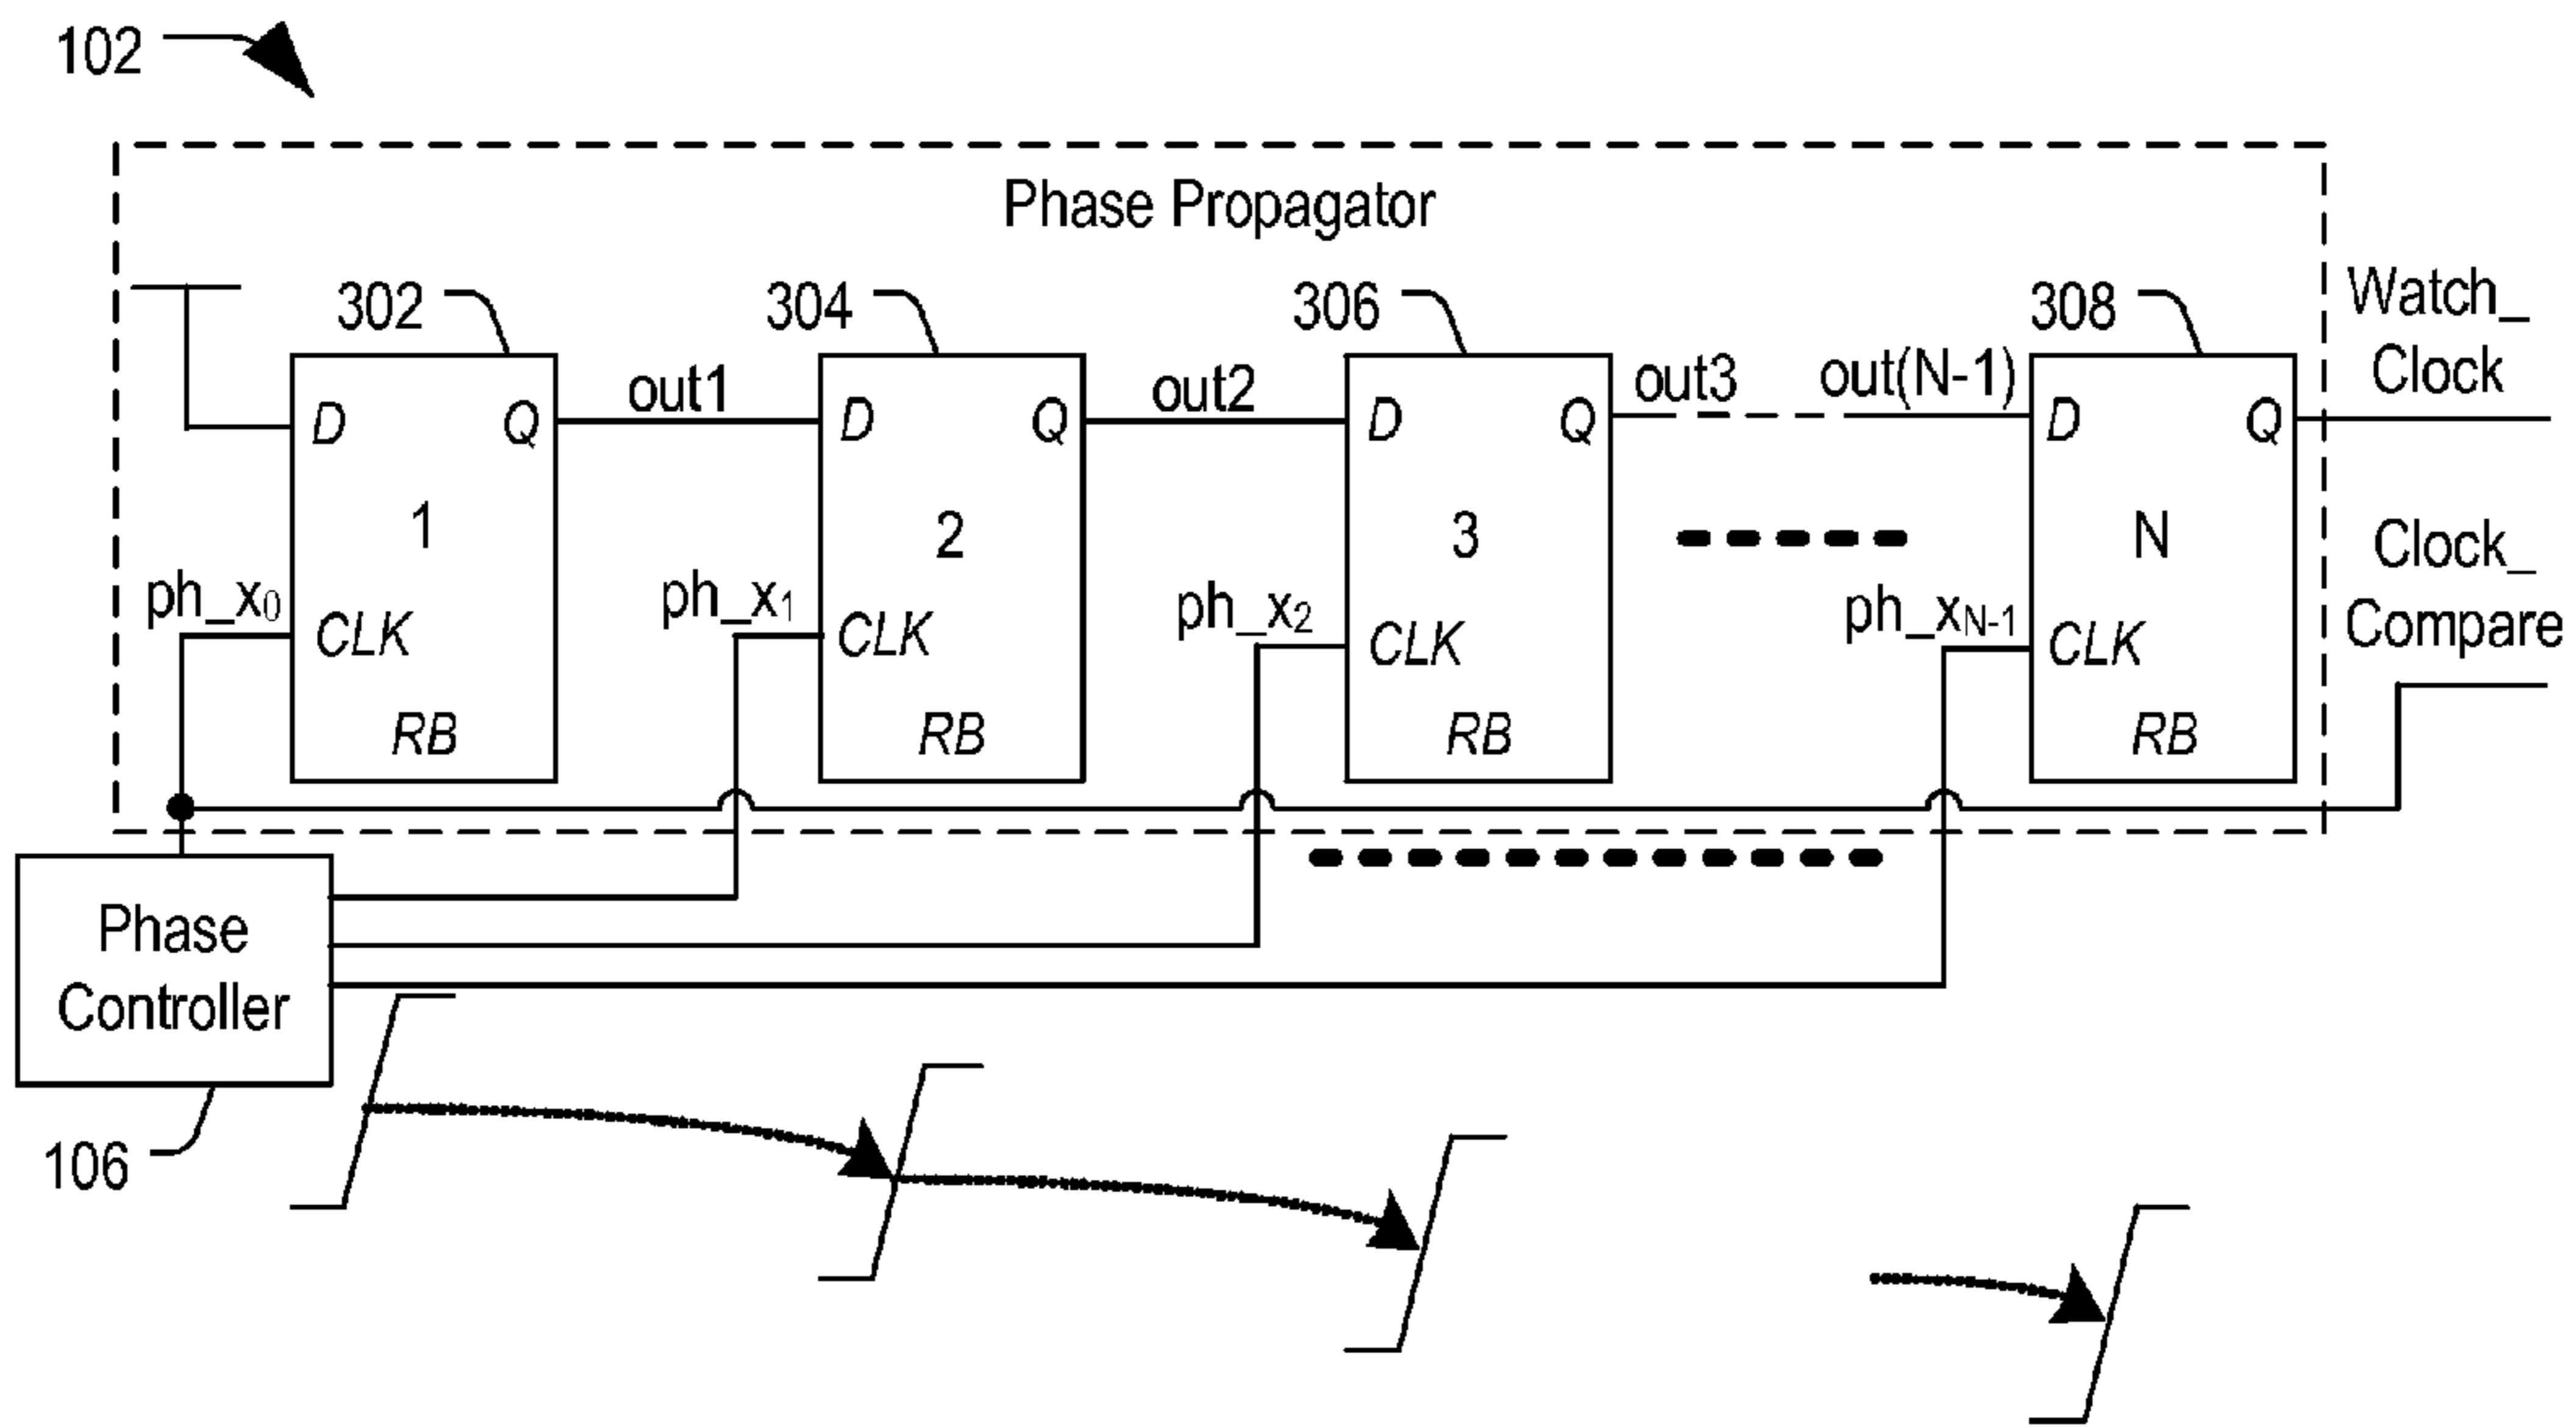 102
Phase Propagator
302
304
306
308
Watch_
Clock
out1
out2
out3
out(N-1)
D
Q
D
Q
D
Q
D
Q
1
2
3
N
Clock_
Compare
ph_x₀
ph_x₁
ph_x₂
ph_xN-1
CLK
CLK
CLK
CLK
RB
RB
RB
RB
Phase
Controller
106